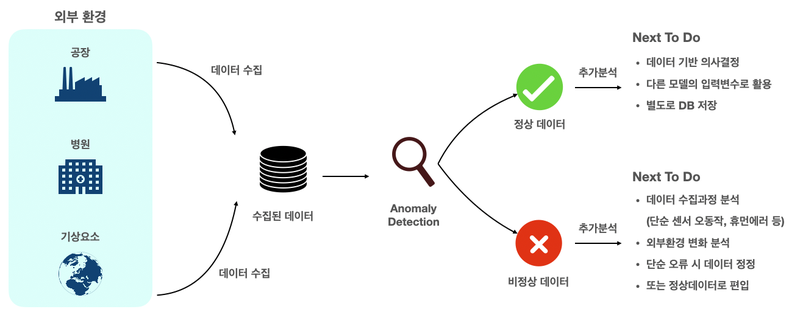 외부 환경
공장
병원
기상요소
데이터 수집
데이터 수집
수집된 데이터
Anomaly
Detection
정상 데이터
비정상 데이터
추가분석
추가분석
Next To Do
• 데이터 기반 의사결정
• 다른 모델의 입력변수로 활용
• 별도로 DB 저장
Next To Do
• 데이터 수집과정 분석
(단순 센서 오동작, 휴먼에러 등)
• 외부환경 변화 분석
• 단순 오류 시 데이터 정정
• 또는 정상데이터로 편입